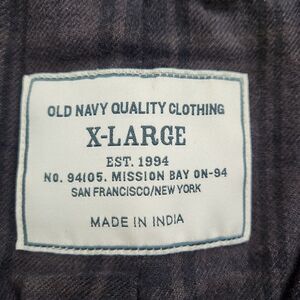 OLD NAVY QUALITY CLOTHING
X-LARGE
EST. 1994
NO. 94105. MISSION BAY ON-94
SAN FRANCISCO/NEW YORK
MADE IN INDIA